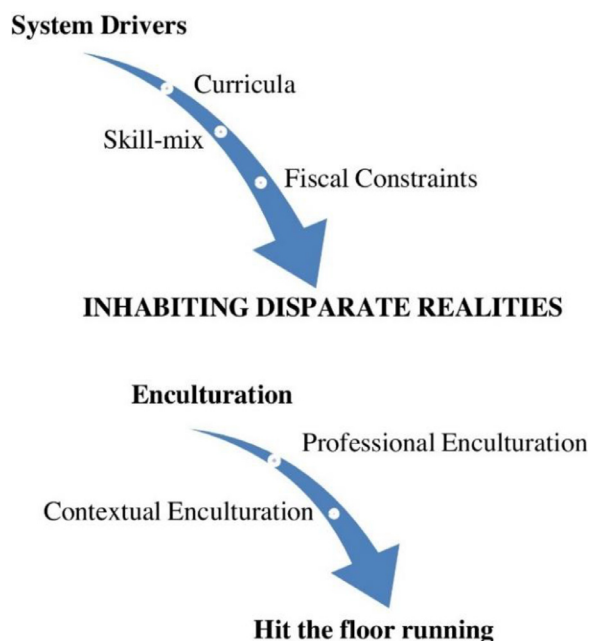 System Drivers
Curricula
Skill-mix
Fiscal Constraints
INHABITING DISPARATE REALITIES
Enculturation
Professional Enculturation
Contextual Enculturation
Hit the floor running